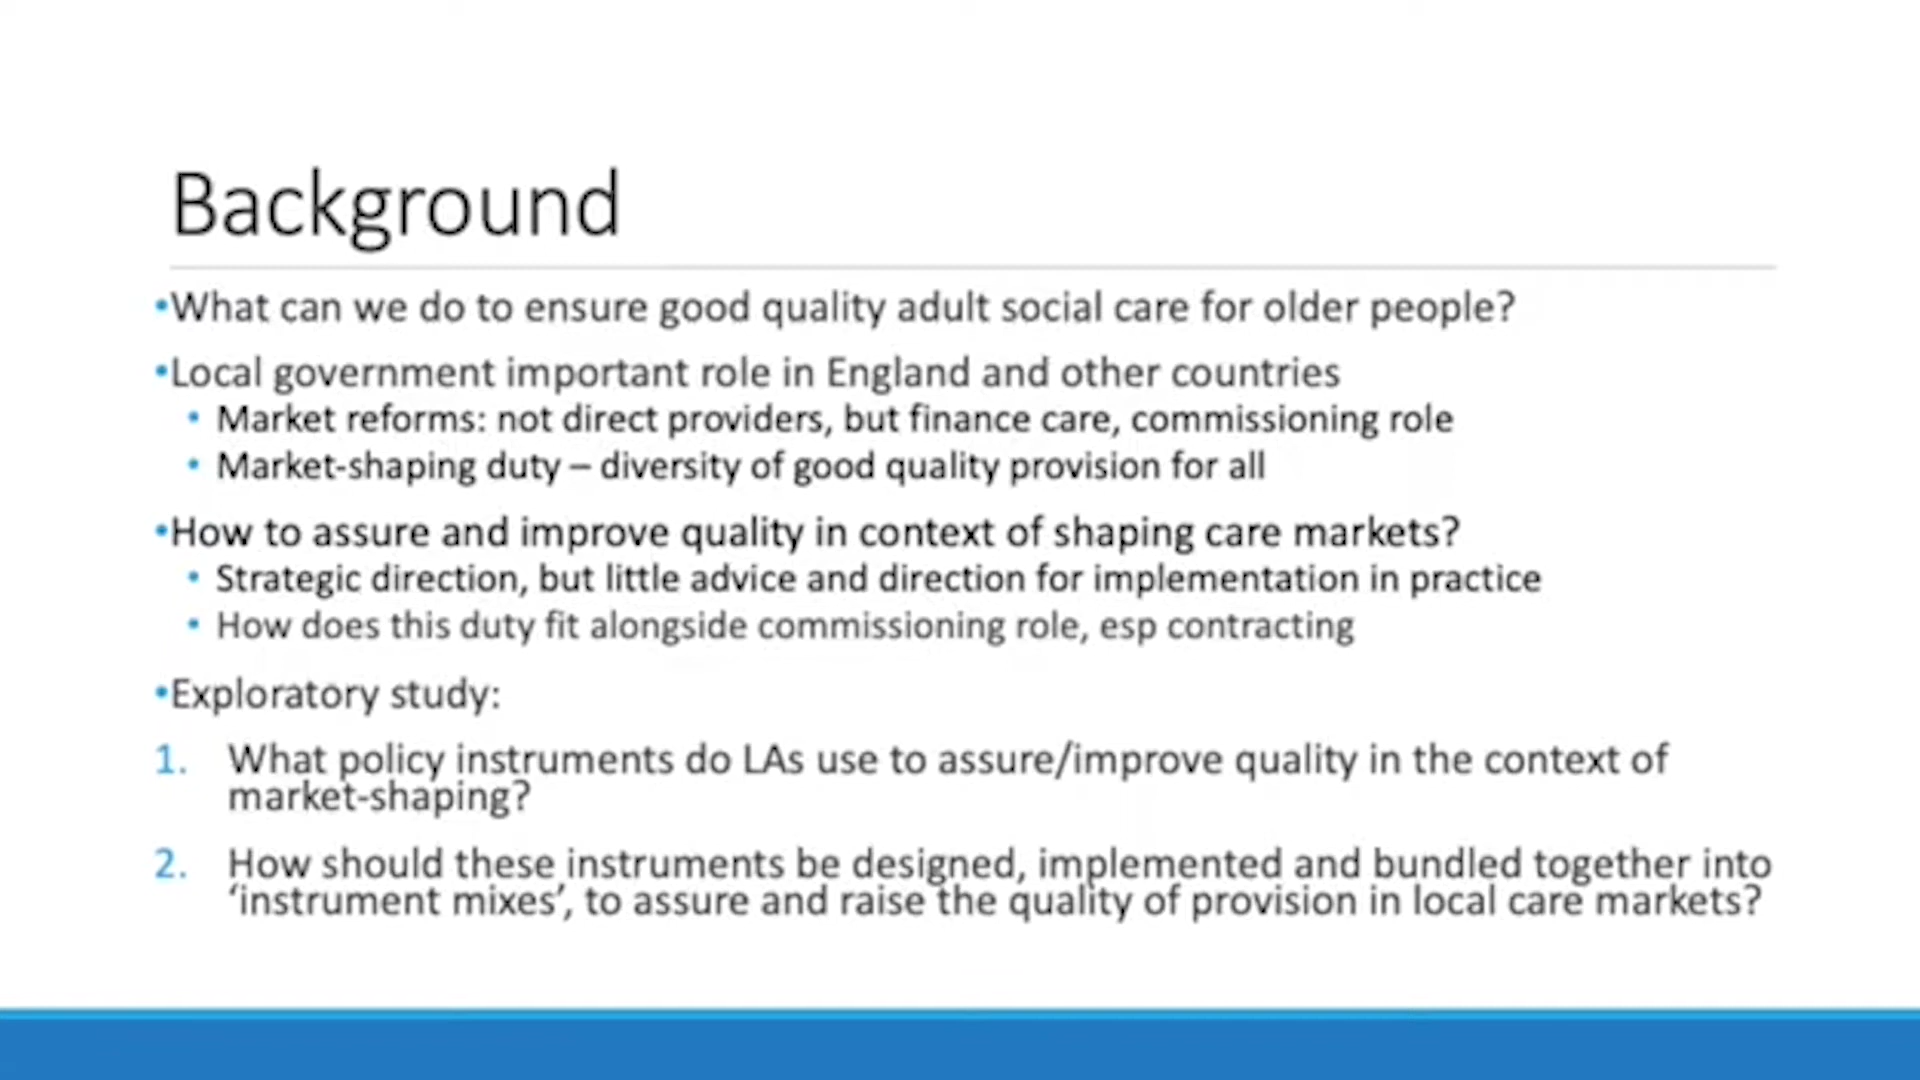 Background
•What can we do to ensure good quality adult social care for older people?
•Local government important role in England and other countries
• Market reforms: not direct providers, but finance care, commissioning role
• Market-shaping duty – diversity of good quality provision for all
•How to assure and improve quality in context of shaping care markets?
• Strategic direction, but little advice and direction for implementation in practice
• How does this duty fit alongside commissioning role, esp contracting
•Exploratory study:
1. What policy instruments do LAs use to assure/improve quality in the context of
market-shaping?
2. How should these instruments be designed, implemented and bundled together into
‘instrument mixes’, to assure and raise the quality of provision in local care markets?